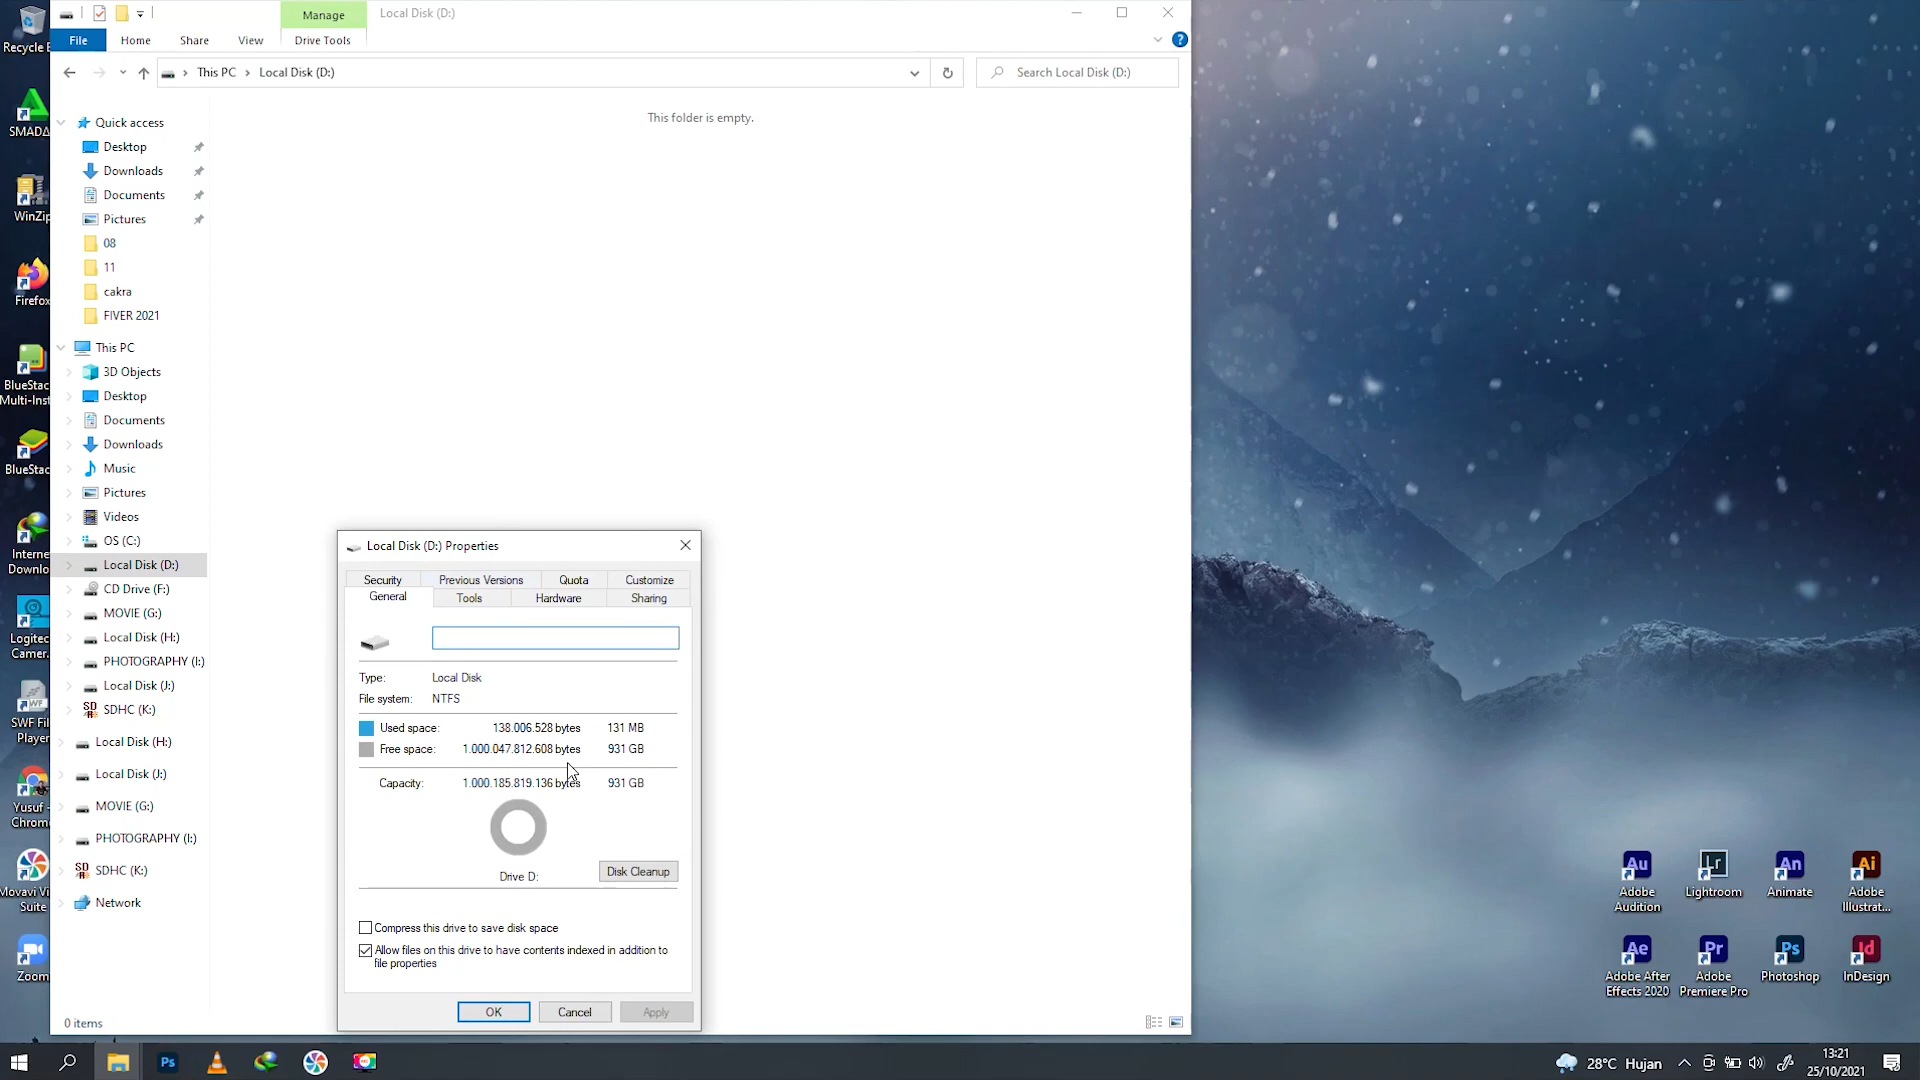 Manage
Local Disk (D:)
File
Home
Share
View
Drive Tools
This PC
Local Disk (D:)
Search Local Disk (D:)
This folder is empty.
Recycle
SMADA
WinZip
Firefox
BlueStac
Multi-Inst
BlueStac
Internet
Downlo
Logitec
Camer...
SWF Fil
Player
Yusuf -
Chrom
Movavi Vi
Suite
Zoom
Quick access
Desktop
Downloads
Documents
Pictures
08
11
cakra
FIVER 2021
This PC
3D Objects
Desktop
Documents
Downloads
Music
Pictures
Videos
OS (C:)
Local Disk (D:)
CD Drive (F:)
MOVIE (G:)
Local Disk (H:)
PHOTOGRAPHY (I:)
Local Disk (J:)
SDHC (K:)
Local Disk (H:)
Local Disk (J:)
MOVIE (G:)
PHOTOGRAPHY (I:)
SDHC (K:)
Network
0 items
Local Disk (D:) Properties
Security
Previous Versions
Quota
Customize
General
Tools
Hardware
Sharing
Type: Local Disk
File system: NTFS
Used space: 138.006.528 bytes 131 MB
Free space: 1.000.047.812.608 bytes 931 GB
Capacity: 1.000.185.819.136 bytes 931 GB
Drive D:
Disk Cleanup
Compress this drive to save disk space
Allow files on this drive to have contents indexed in addition to
file properties
OK
Cancel
Apply
Au
Adobe
Audition
Lr
Lightroom
An
Animate
Ai
Adobe
Illustrat...
Ae
Adobe After
Effects 2020
Pr
Adobe
Premiere Pro
Ps
Photoshop
Id
InDesign
Ps
28°C Hujan
13:21
25/10/2021